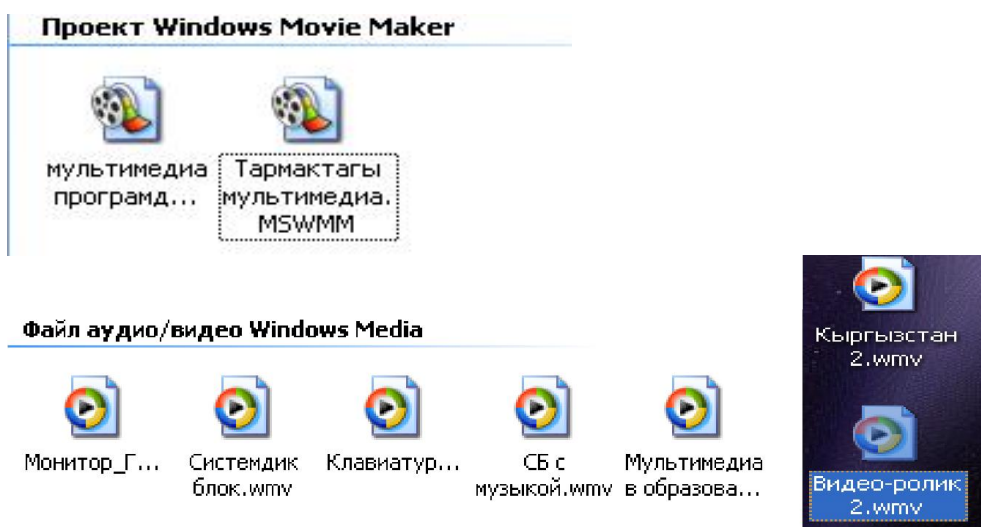 Проект Windows Movie Maker
мультимедиа
програмд...
Тармактагы
мультимедиа.
MSWMM
Файл аудио/видео Windows Media
Монитор_Г...
Системдик
блок.wmv
Клавиатур...
СБ с
музыкой.wmv
Мультимедиа
в образова...
Кыргызстан
2.wmv
Видео-ролик
2.wmv